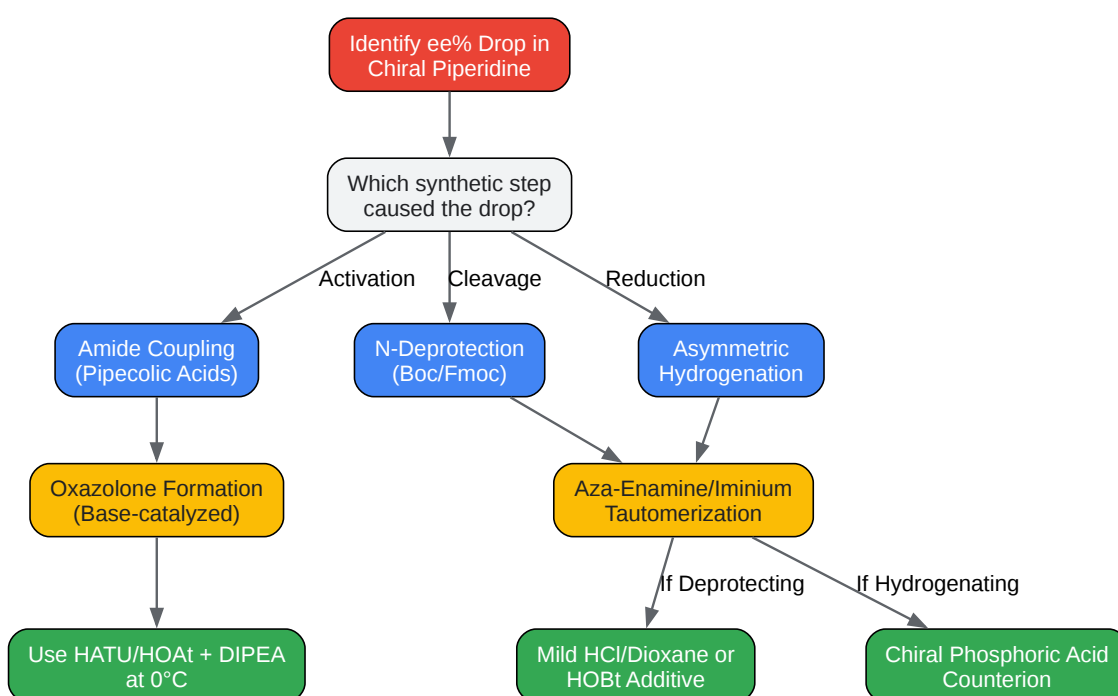 Identify ee% Drop in
Chiral Piperidine
Which synthetic step
caused the drop?
Activation
Cleavage
Reduction
Amide Coupling
(Pipecolic Acids)
N-Deprotection
(Boc/Fmoc)
Asymmetric
Hydrogenation
Oxazolone Formation
(Base-catalyzed)
Aza-Enamine/Iminium
Tautomerization
If Deprotecting
If Hydrogenating
Use HATU/HOAt + DIPEA
at 0°C
Mild HCl/Dioxane or
HOBt Additive
Chiral Phosphoric Acid
Counterion